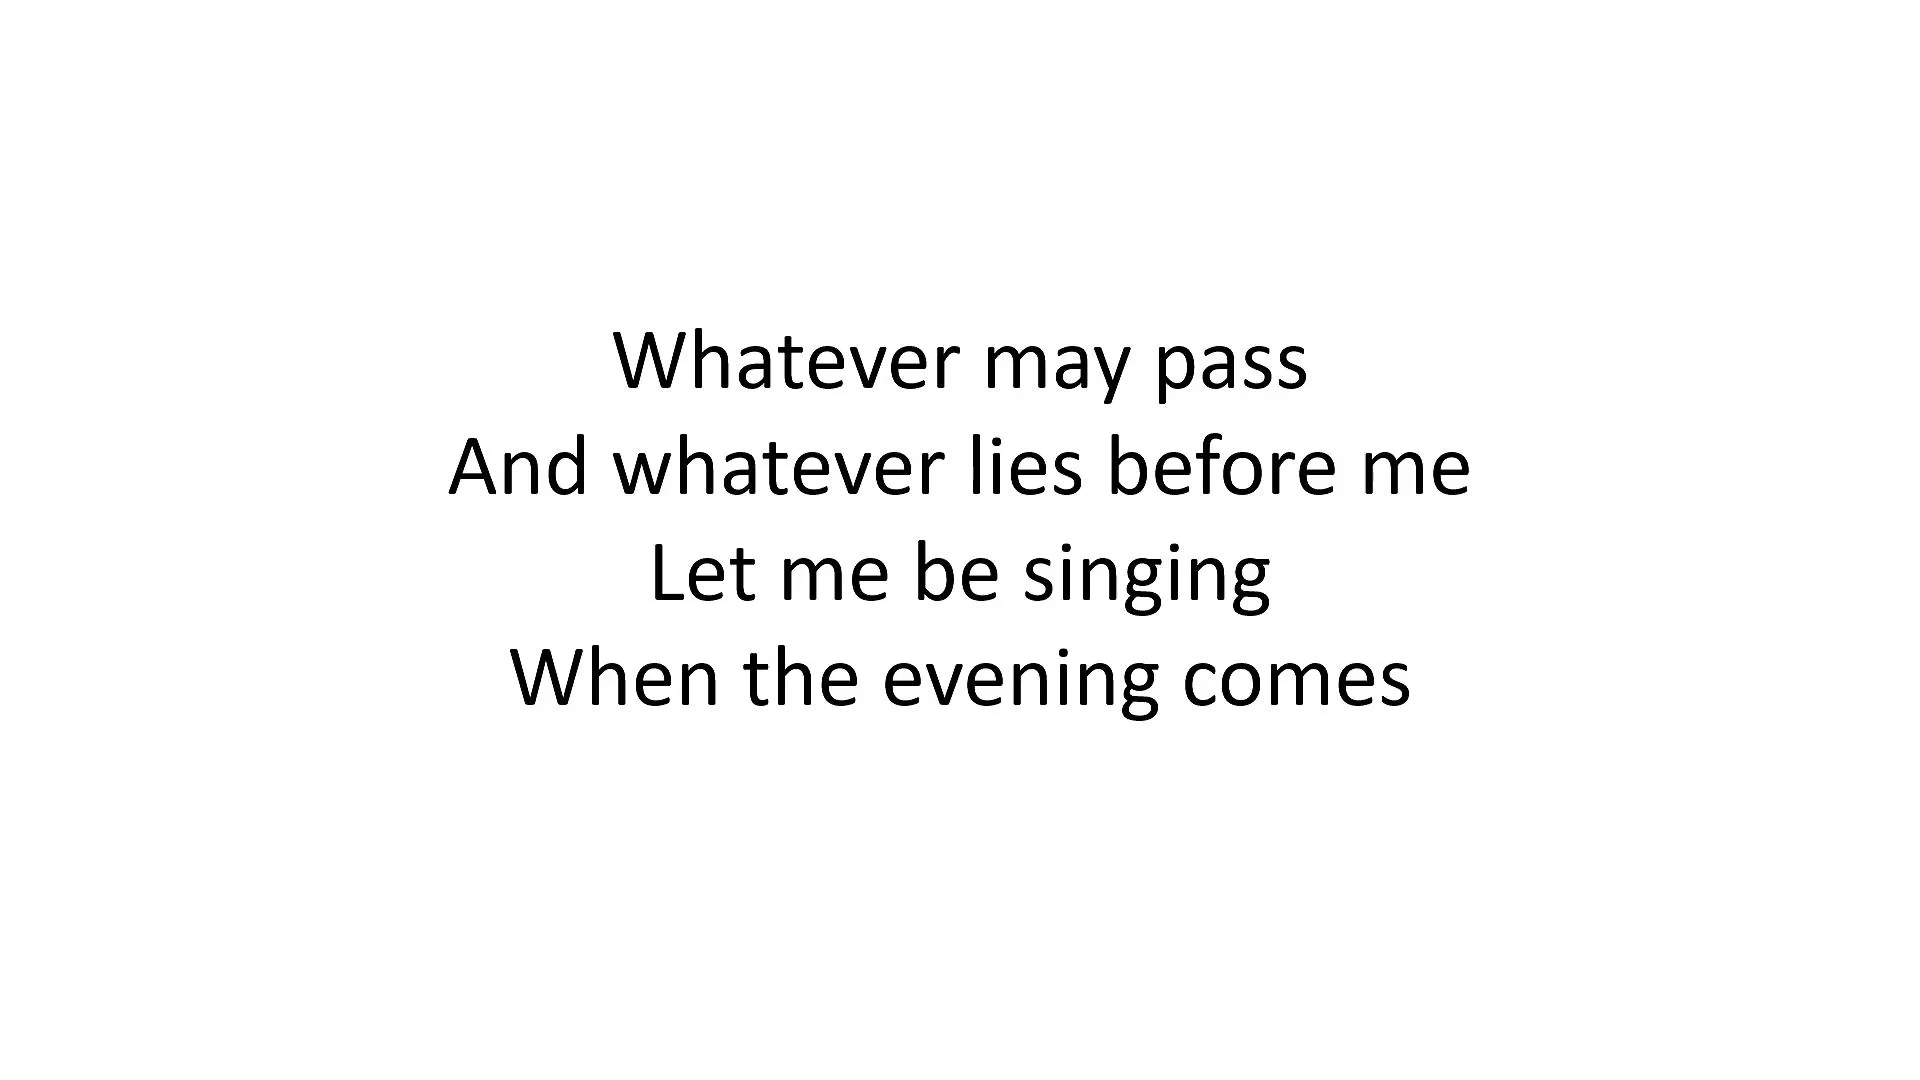 Whatever may pass
And whatever lies before me
Let me be singing
When the evening comes